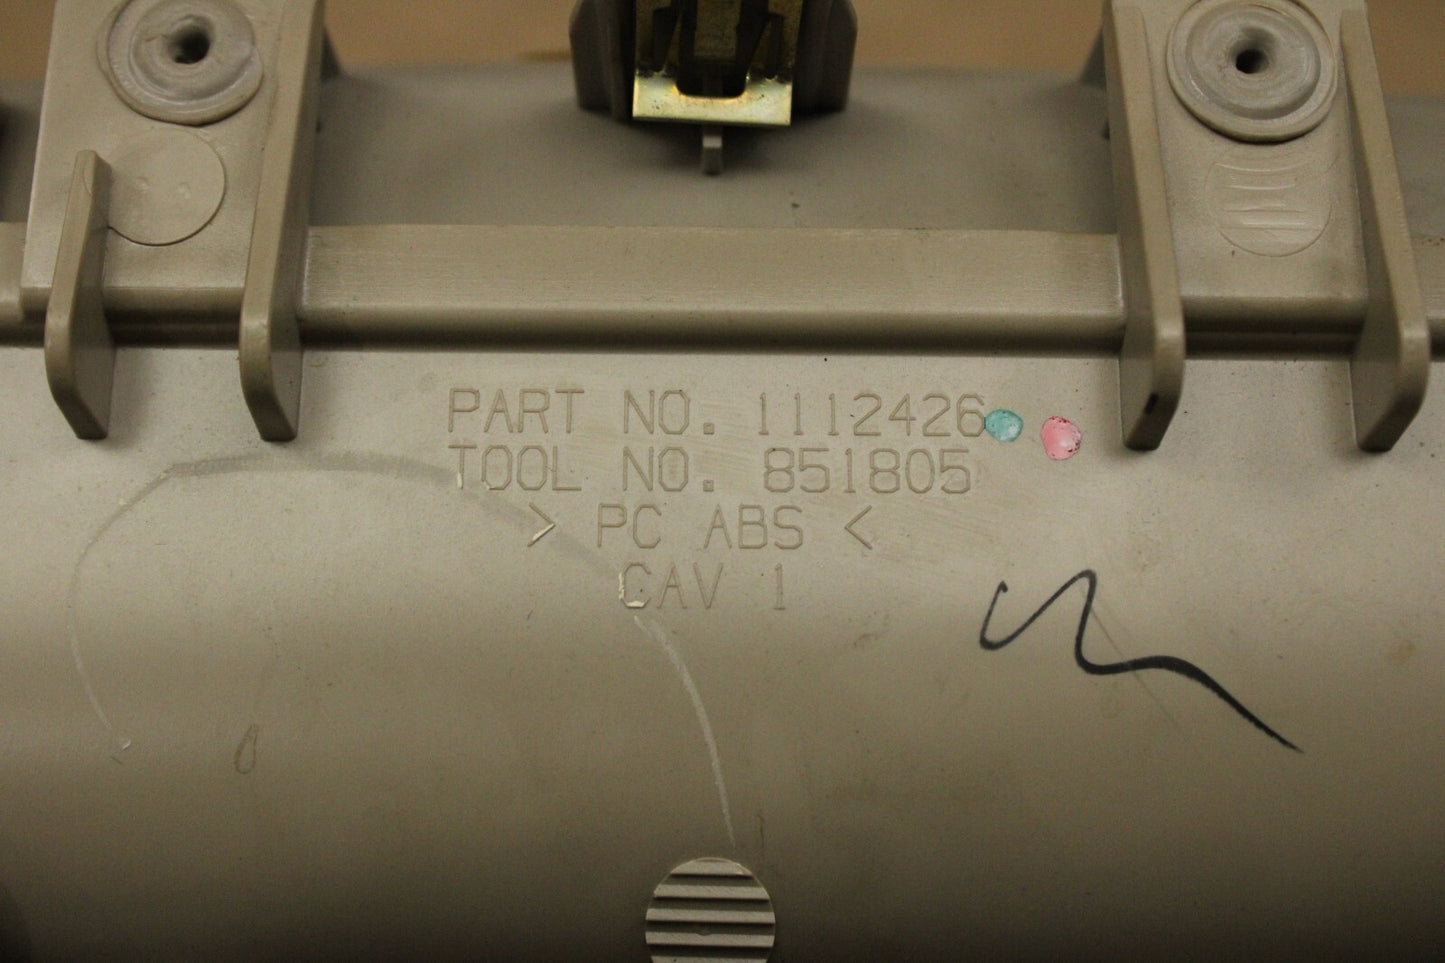 PART NO. 1112426
TOOL NO. 851805
> PC ABS <
CAV 1